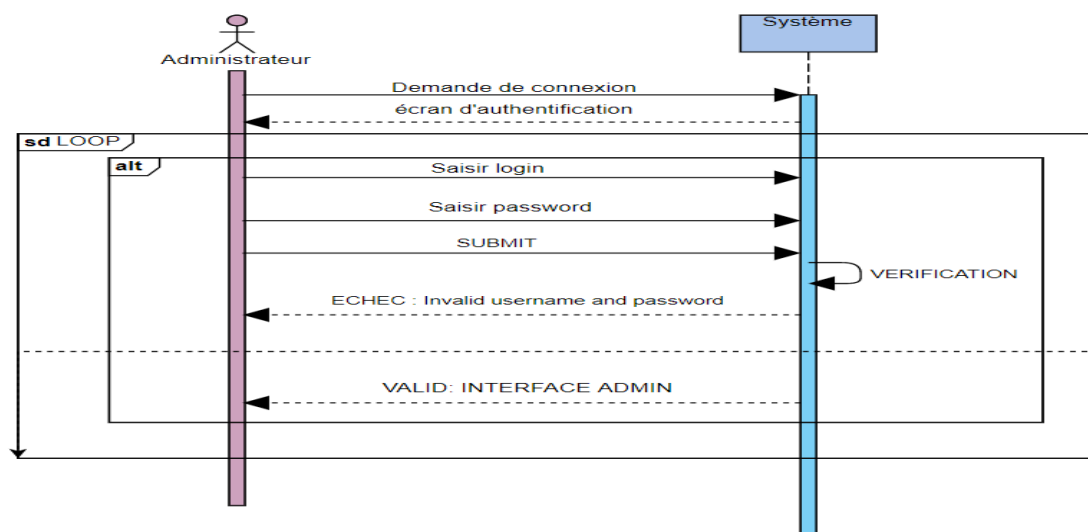 Système
Administrateur
Demande de connexion
écran d'authentification
sd LOOP
alt
Saisir login
Saisir password
SUBMIT
VERIFICATION
ECHEC : Invalid username and password
VALID: INTERFACE ADMIN